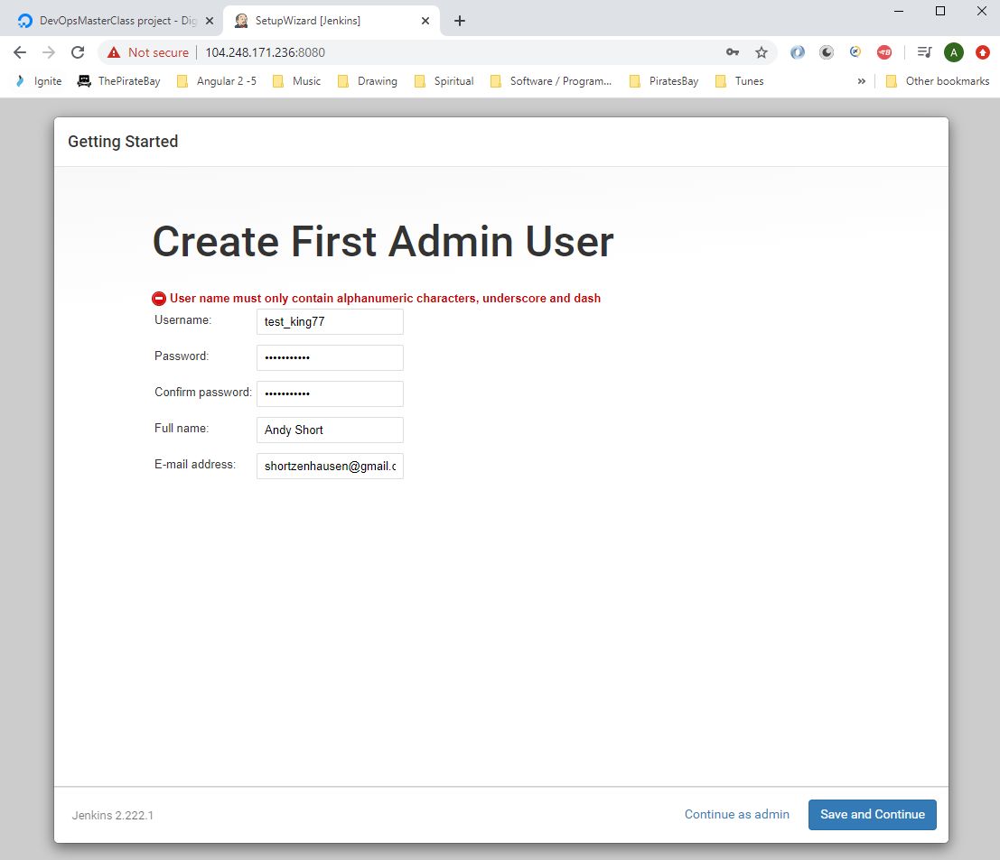 DevOpsMasterClass project - Dig
SetupWizard [Jenkins]
Not secure
104.248.171.236:8080
A
Ignite
ThePirateBay
Angular 2 -5
Music
Drawing
Spiritual
Software / Program...
PiratesBay
Tunes
»
Other bookmarks
Getting Started
Create First Admin User
User name must only contain alphanumeric characters, underscore and dash
Username:
test_king77
Password:
•••••••••••
Confirm password:
•••••••••••
Full name:
Andy Short
E-mail address:
shortzenhausen@gmail.c
Jenkins 2.222.1
Continue as admin
Save and Continue